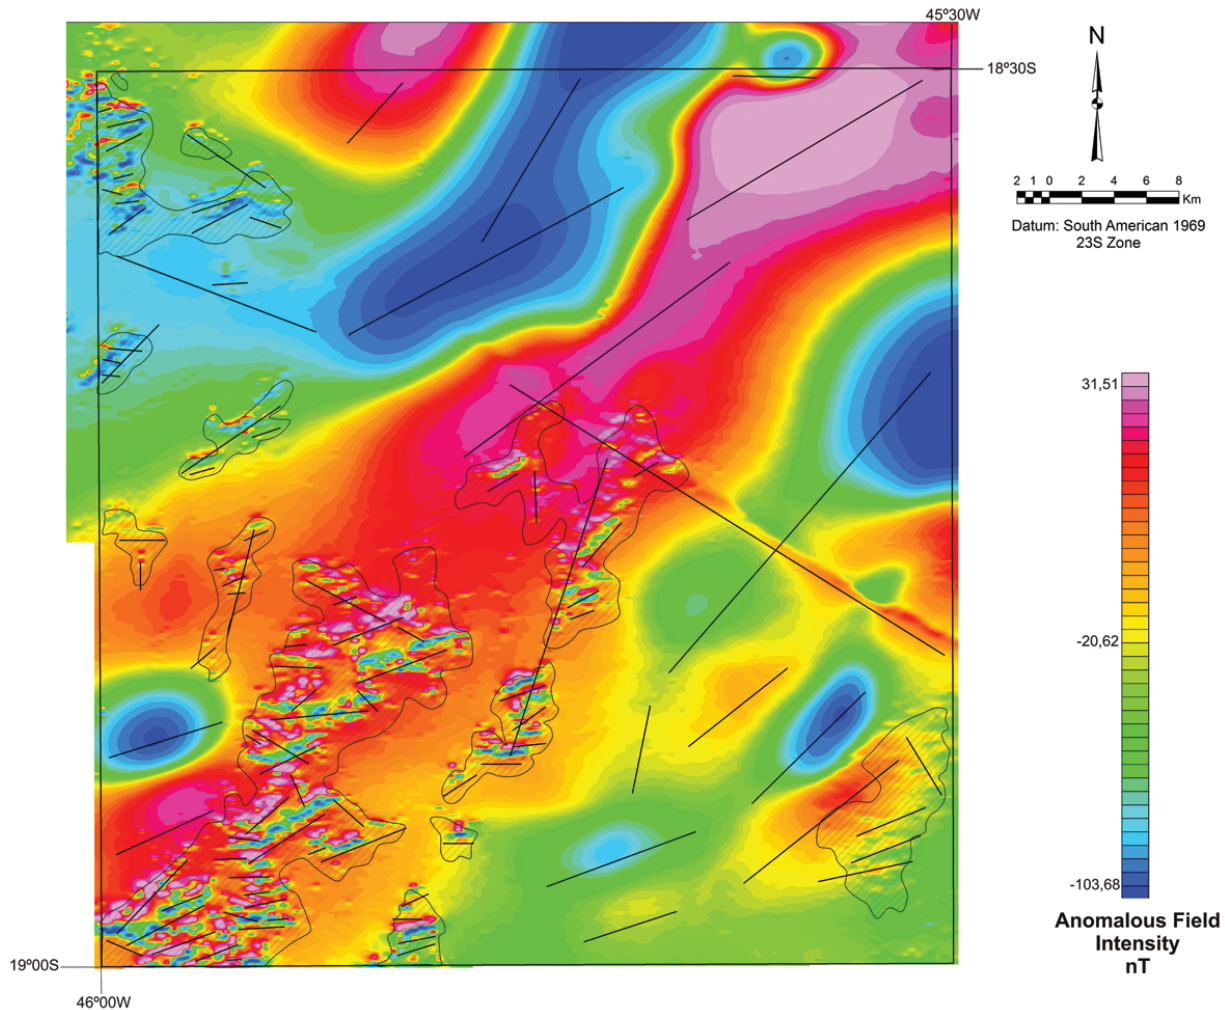 45º30W
N
18º30S
2 1 0 2 4 6 8
Km
Datum: South American 1969
23S Zone
31,51
-20,62
-103,68
Anomalous Field
Intensity
nT
19º00S
46º00W